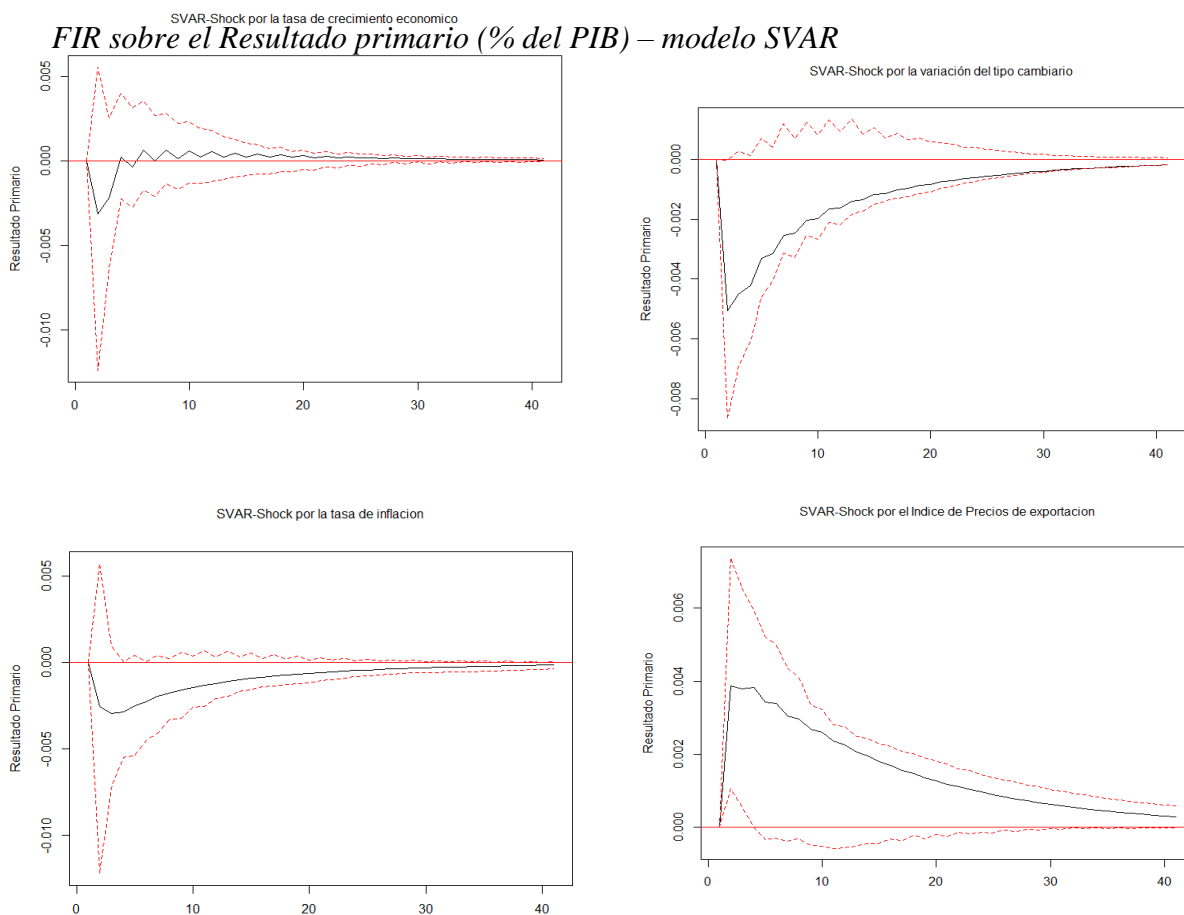 SVAR-Shock por la tasa de crecimiento economico
FIR sobre el Resultado primario (% del PIB) – modelo SVAR
Resultado Primario
0.005
0.000
-0.005
-0.010
0 10 20 30 40
SVAR-Shock por la variación del tipo cambiario
Resultado Primario
0.000
-0.002
-0.004
-0.006
-0.008
0 10 20 30 40
SVAR-Shock por la tasa de inflacion
Resultado Primario
0.005
0.000
-0.005
-0.010
0 10 20 30 40
SVAR-Shock por el Indice de Precios de exportacion
Resultado Primario
0.006
0.004
0.002
0.000
0 10 20 30 40